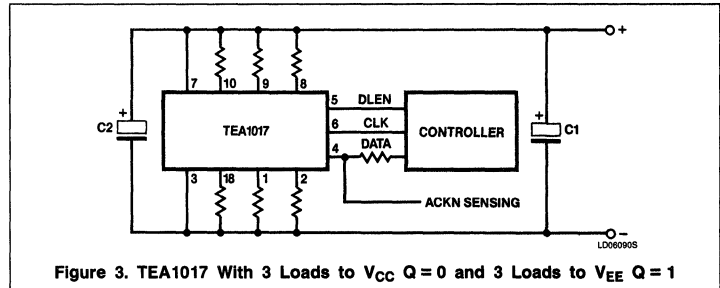 +
7 10 9 8
+
C2
TEA1017
5 DLEN
6 CLK
4 DATA
CONTROLLER
+
C1
3 18 1 2
ACKN SENSING
−
LD06090S
Figure 3. TEA1017 With 3 Loads to VCC Q = 0 and 3 Loads to VEE Q = 1